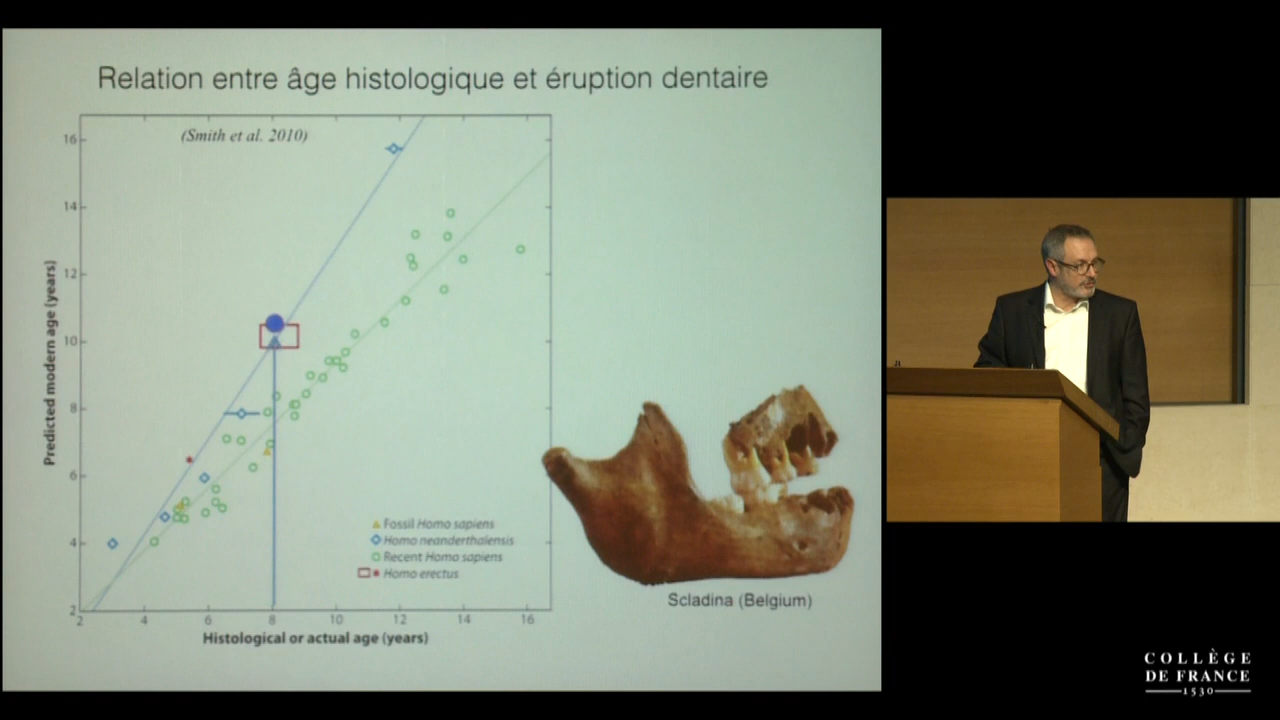 Relation entre âge histologique et éruption dentaire
(Smith et al. 2010)
16
14
12
10
8
6
4
2
Predicted modern age (years)
Fossil Homo sapiens
Homo neanderthalensis
Recent Homo sapiens
Homo erectus
2 4 6 8 10 12 14 16
Histological or actual age (years)
Scladina (Belgium)
COLLÈGE
DE FRANCE
1530